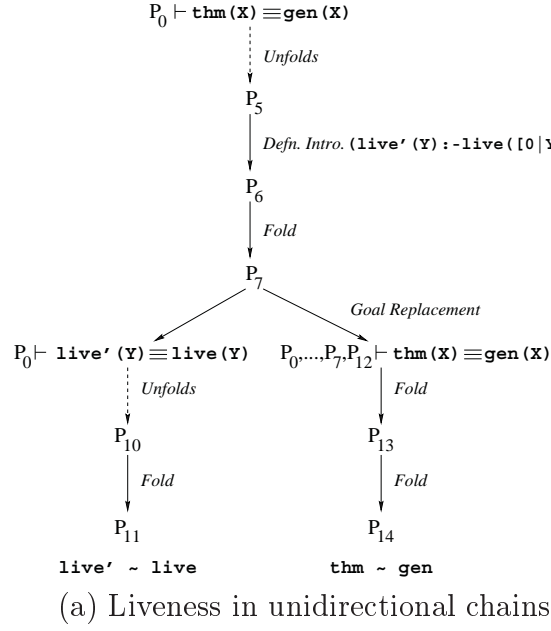 P0 ⊢ thm(X) ≡ gen(X)
Unfolds
P5
Defn. Intro. (live'(Y):-live([0|Y
P6
Fold
P7
Goal Replacement
P0 ⊢ live'(Y) ≡ live(Y) P0,...,P7,P12 ⊢ thm(X) ≡ gen(X)
Unfolds Fold
P10 P13
Fold Fold
P11 P14
live' ~ live thm ~ gen
(a) Liveness in unidirectional chains